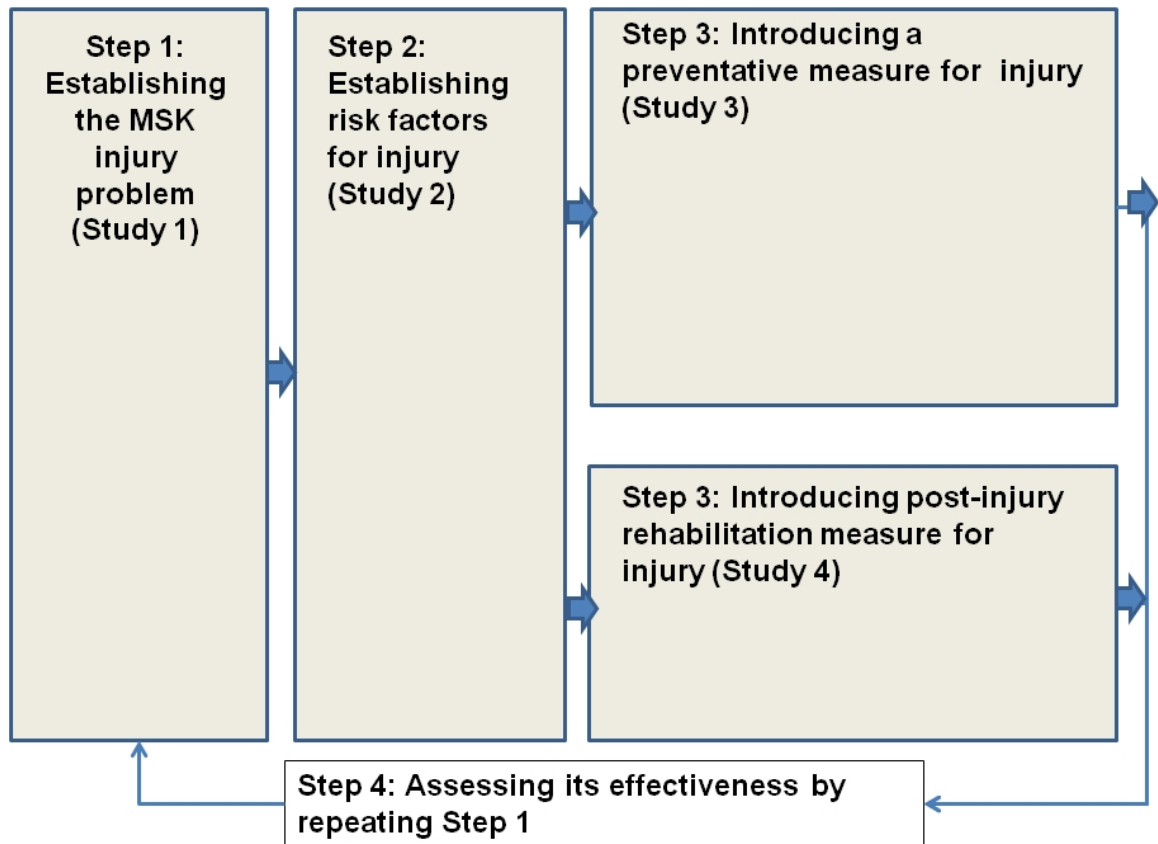 Step 1:
Establishing
the MSK
injury
problem
(Study 1)
Step 2:
Establishing
risk factors
for injury
(Study 2)
Step 3: Introducing a
preventative measure for injury
(Study 3)
Step 3: Introducing post-injury
rehabilitation measure for
injury (Study 4)
Step 4: Assessing its effectiveness by
repeating Step 1